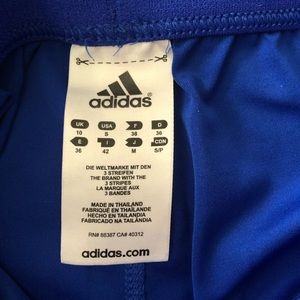 adidas
UK USA F D
10 S 38 36
E I J CDN
36 42 M S/P
DIE WELTMARKE MIT DEN
3 STREIFEN
THE BRAND WITH THE
3 STRIPES
LA MARQUE AUX
3 BANDES
MADE IN THAILAND
FABRIQUÉ EN THAÏLANDE
HECHO EN TAILANDIA
FABRICADO NA TAILÂNDIA
adidas.com
RN# 88387 CA# 40312